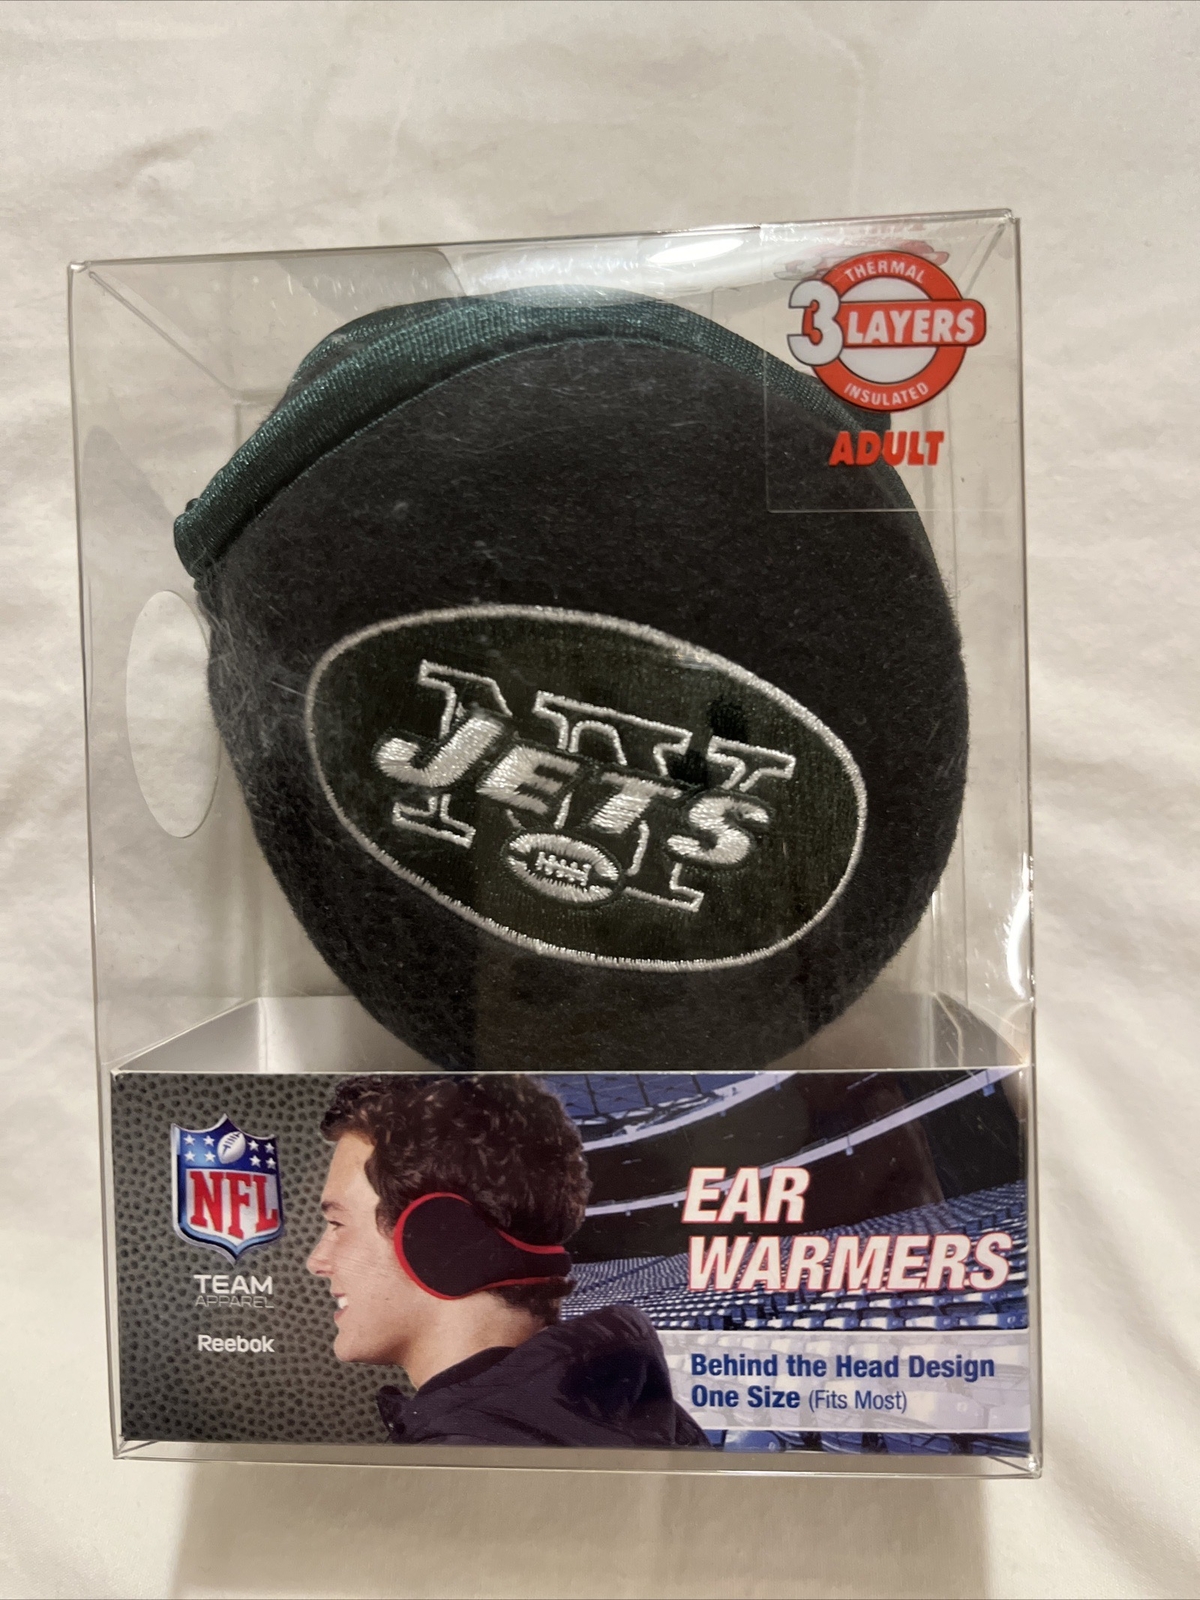 THERMAL
3 LAYERS
INSULATED
ADULT
NY
JETS
NFL
TEAM
APPAREL
Reebok
EAR
WARMERS
Behind the Head Design
One Size (Fits Most)